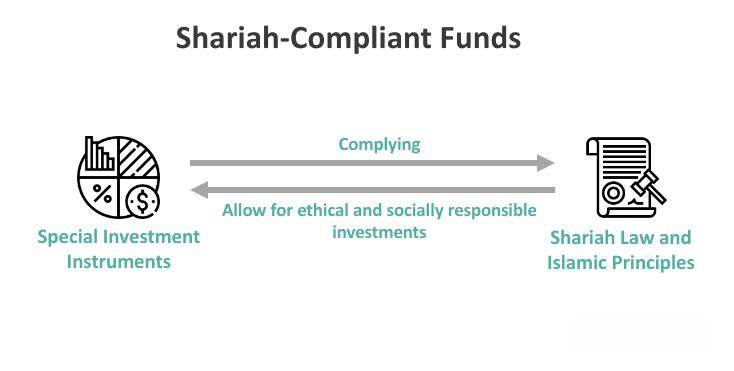 Shariah-Compliant Funds
Complying
Allow for ethical and socially responsible
investments
Special Investment
Instruments
Shariah Law and
Islamic Principles